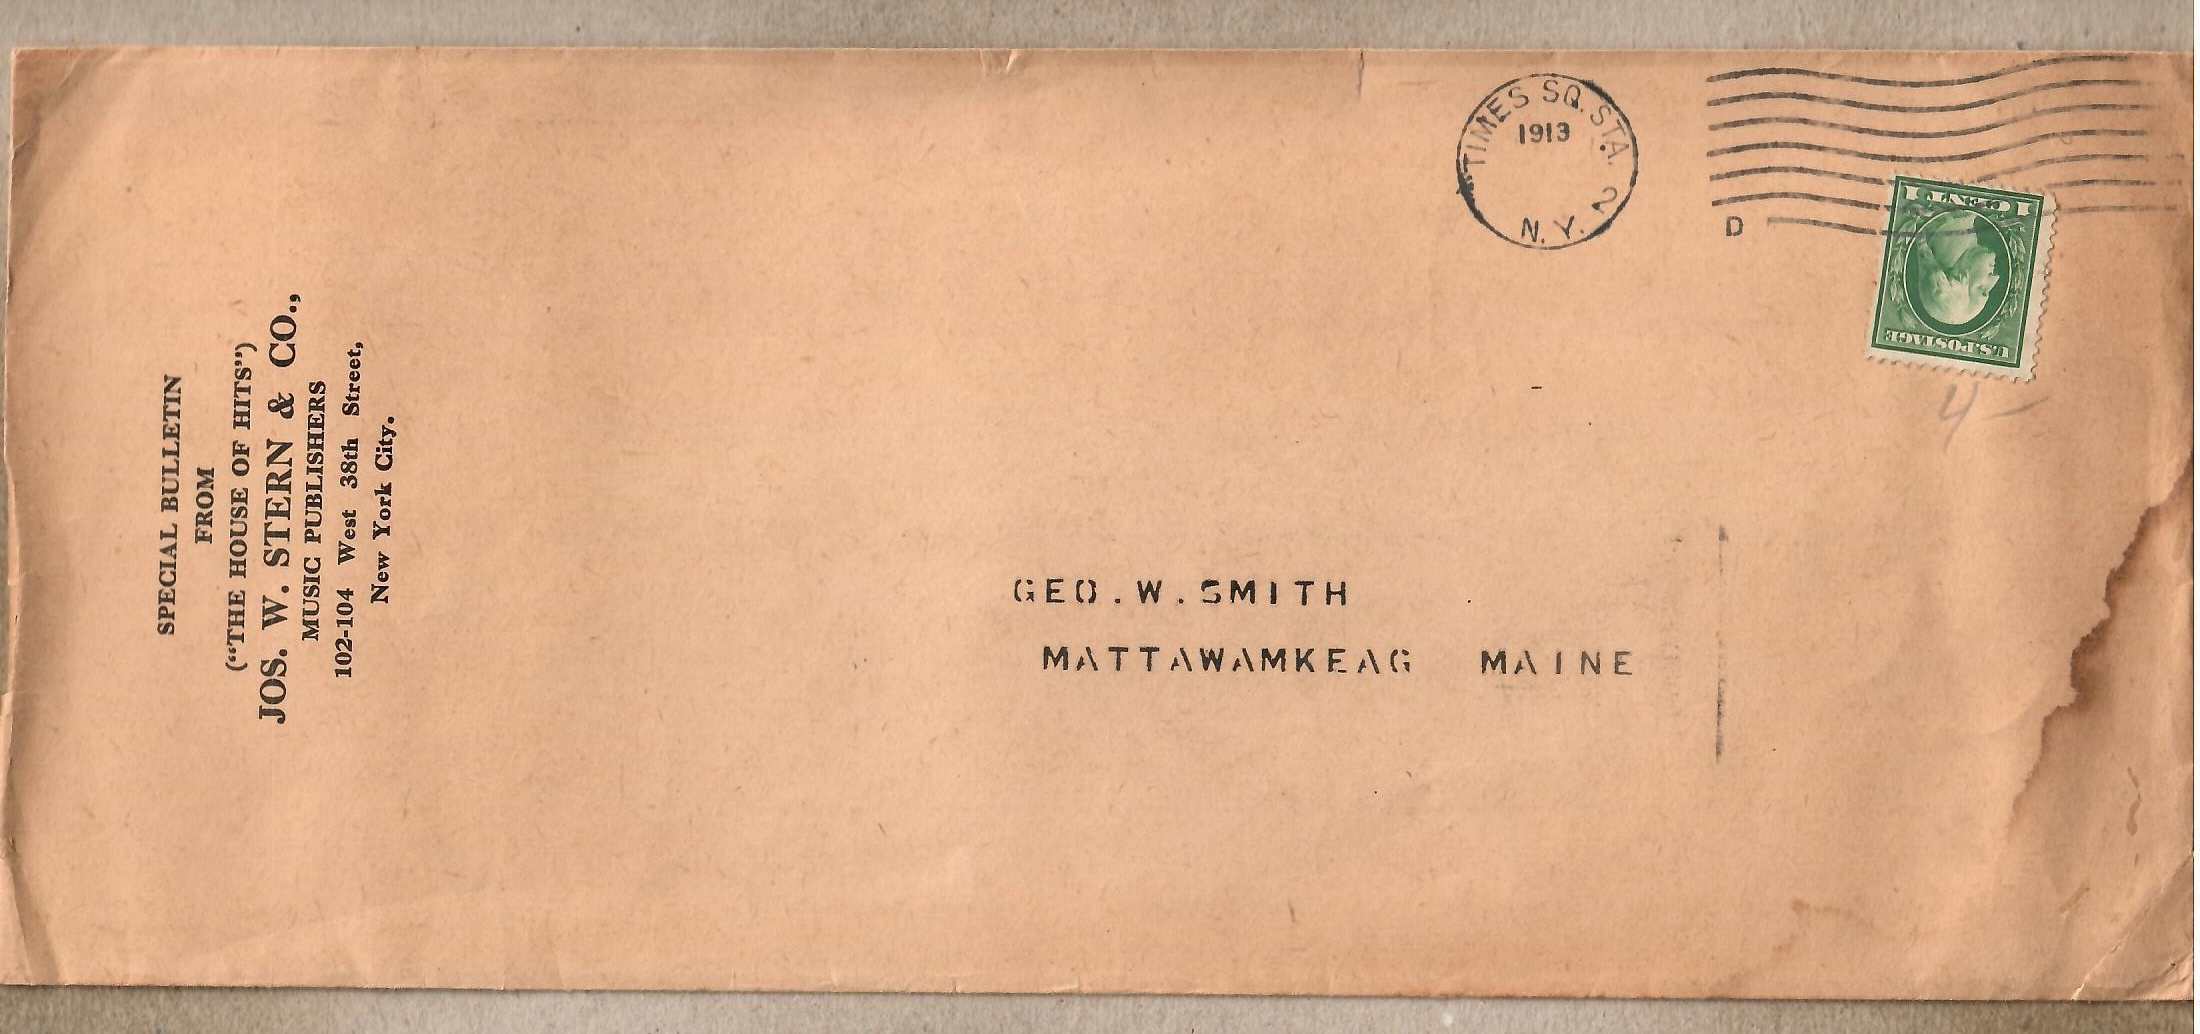 SPECIAL BULLETIN
FROM
("THE HOUSE OF HITS")
JOS. W. STERN & CO.,
MUSIC PUBLISHERS
102-104 West 38th Street,
New York City.
"TIMES SQ. STA.
1913
2
N.Y.
D
1 CENT 1
U.S. POSTAGE
4-
GEO.W.SMITH
MATTAWAMKEAG MAINE